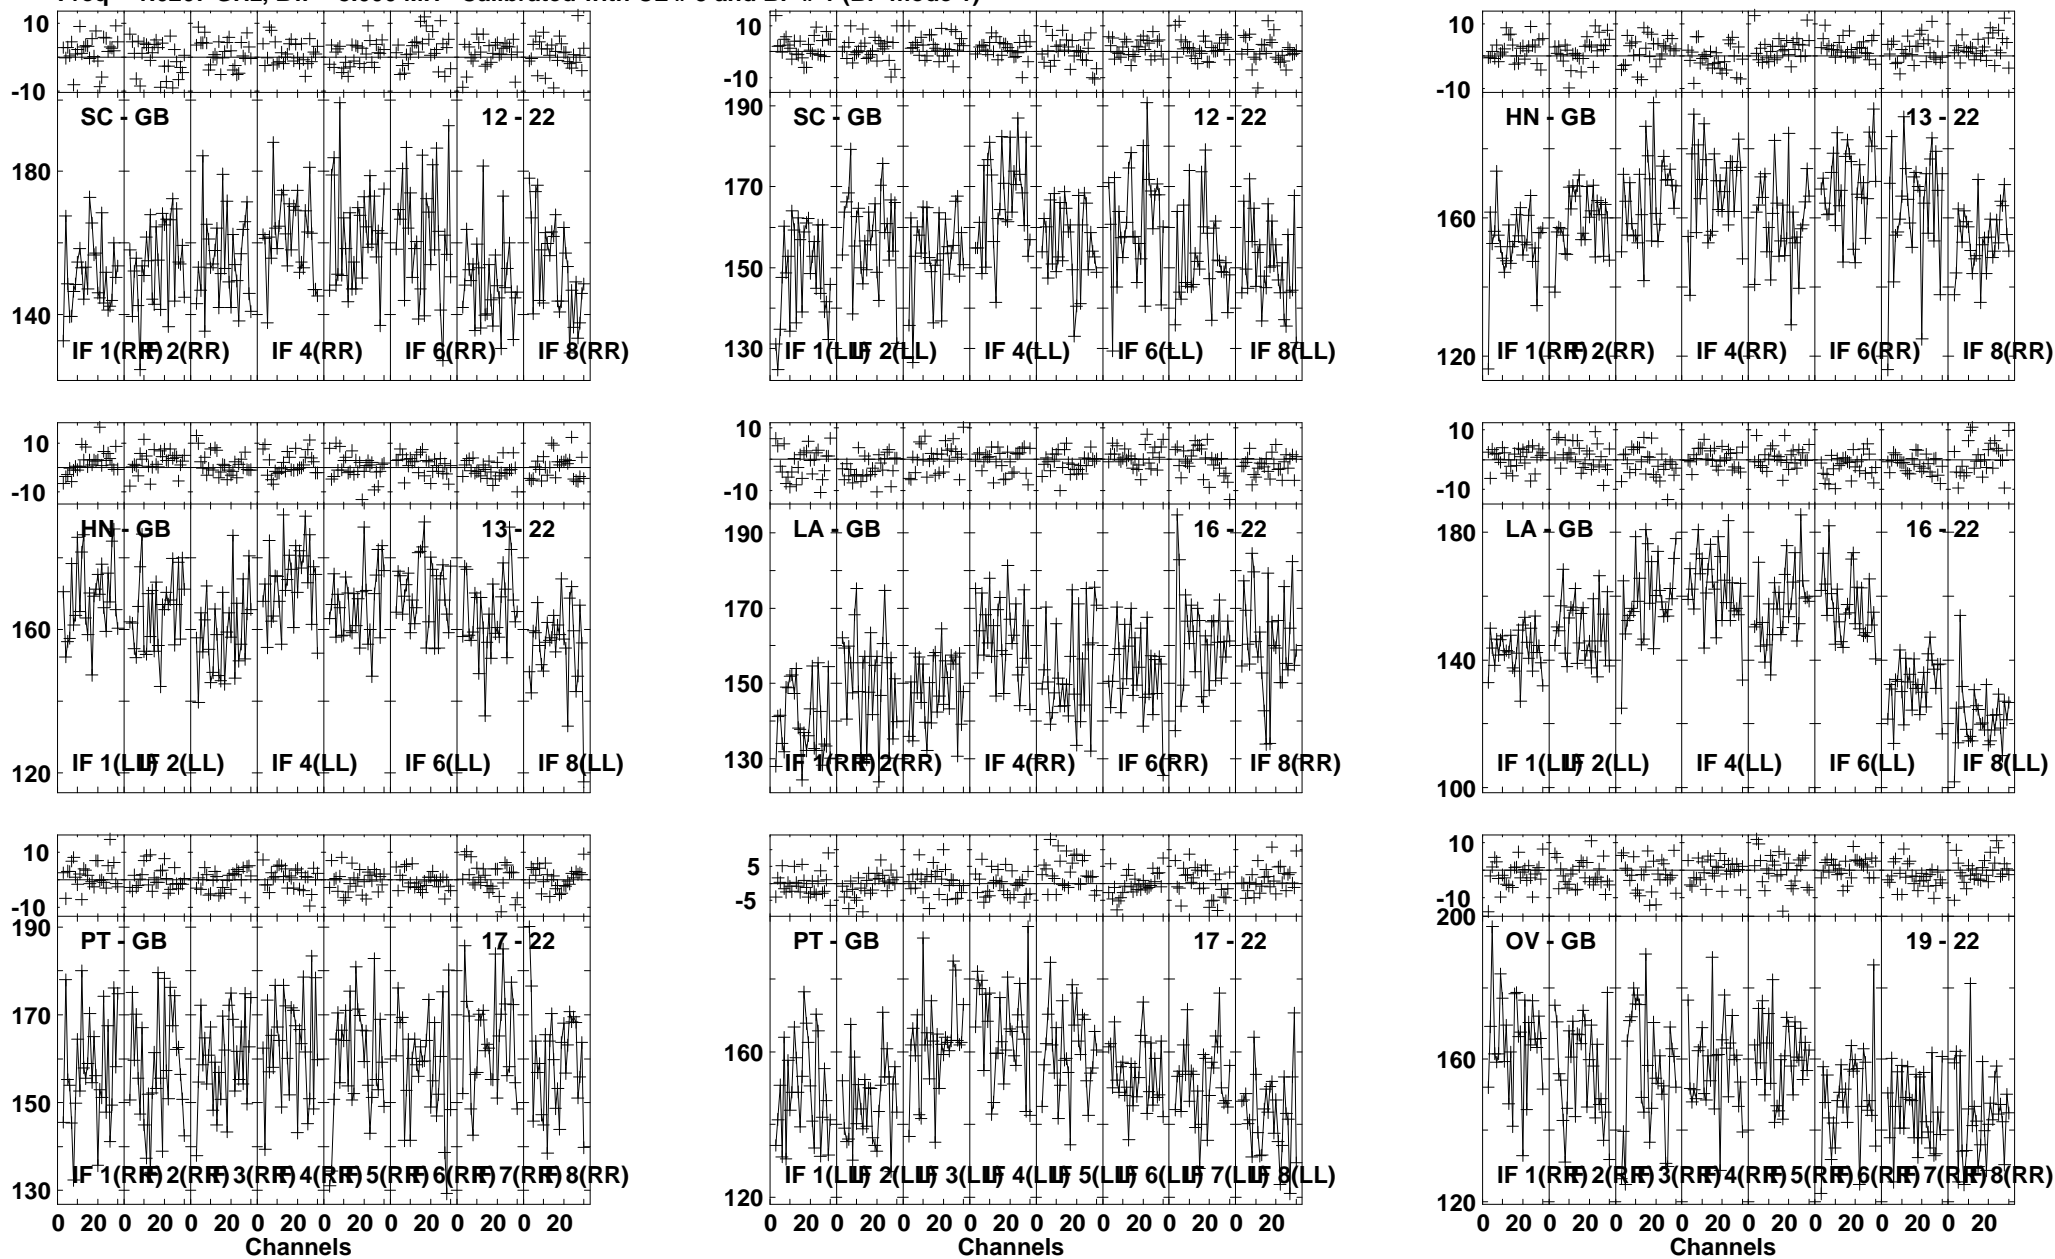 10
-10
SC - GB 12 - 22
180
140
IF 1(RR) IF 2(RR) IF 4(RR) IF 6(RR) IF 8(RR)
10
-10
190
SC - GB 12 - 22
170
150
130
IF 1(LL) IF 2(LL) IF 4(LL) IF 6(LL) IF 8(LL)
10
-10
HN - GB 13 - 22
160
120
IF 1(RR) IF 2(RR) IF 4(RR) IF 6(RR) IF 8(RR)
10
-10
HN - GB 13 - 22
160
120
IF 1(LL) IF 2(LL) IF 4(LL) IF 6(LL) IF 8(LL)
10
-10
190
LA - GB 16 - 22
170
150
130
IF 1(RR) IF 2(RR) IF 4(RR) IF 6(RR) IF 8(RR)
10
-10
180
LA - GB 16 - 22
140
100
IF 1(LL) IF 2(LL) IF 4(LL) IF 6(LL) IF 8(LL)
10
-10
190
PT - GB 17 - 22
170
150
130
IF 1(RR) IF 2(RR) IF 3(RR) IF 4(RR) IF 5(RR) IF 6(RR) IF 7(RR) IF 8(RR)
0 20 0 20 0 20 0 20 0 20 0 20 0 20 0 20
Channels
5
-5
PT - GB 17 - 22
160
120
IF 1(LL) IF 2(LL) IF 3(LL) IF 4(LL) IF 5(LL) IF 6(LL) IF 7(LL) IF 8(LL)
0 20 0 20 0 20 0 20 0 20 0 20 0 20 0 20
Channels
10
-10
200
OV - GB 19 - 22
160
120
IF 1(RR) IF 2(RR) IF 3(RR) IF 4(RR) IF 5(RR) IF 6(RR) IF 7(RR) IF 8(RR)
0 20 0 20 0 20 0 20 0 20 0 20 0 20 0 20
Channels